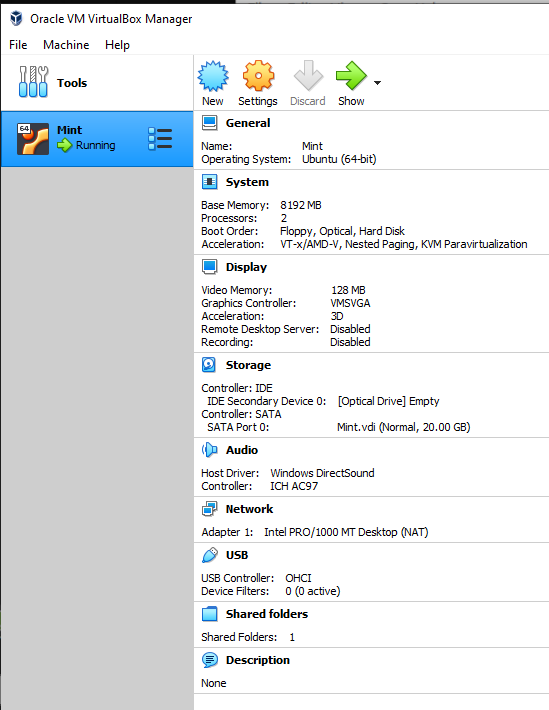 Oracle VM VirtualBox Manager
File Machine Help
Tools
New Settings Discard Show
64 Mint
Running
General
Name: Mint
Operating System: Ubuntu (64-bit)
System
Base Memory: 8192 MB
Processors: 2
Boot Order: Floppy, Optical, Hard Disk
Acceleration: VT-x/AMD-V, Nested Paging, KVM Paravirtualization
Display
Video Memory: 128 MB
Graphics Controller: VMSVGA
Acceleration: 3D
Remote Desktop Server: Disabled
Recording: Disabled
Storage
Controller: IDE
IDE Secondary Device 0: [Optical Drive] Empty
Controller: SATA
SATA Port 0: Mint.vdi (Normal, 20.00 GB)
Audio
Host Driver: Windows DirectSound
Controller: ICH AC97
Network
Adapter 1: Intel PRO/1000 MT Desktop (NAT)
USB
USB Controller: OHCI
Device Filters: 0 (0 active)
Shared folders
Shared Folders: 1
Description
None